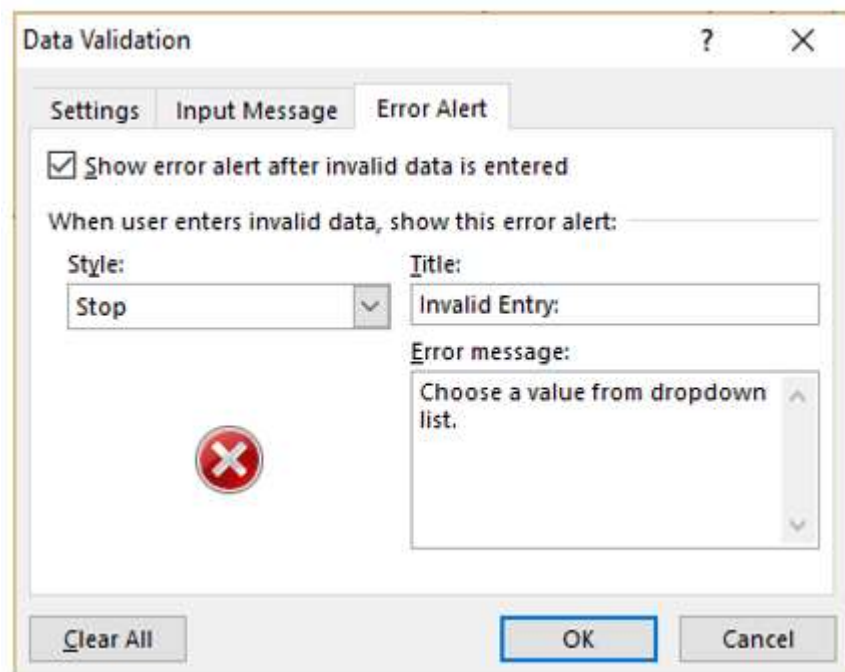 Data Validation ?
Settings Input Message Error Alert
Show error alert after invalid data is entered
When user enters invalid data, show this error alert:
Style: Title:
Stop Invalid Entry:
Error message:
Choose a value from dropdown
list.
Clear All OK Cancel